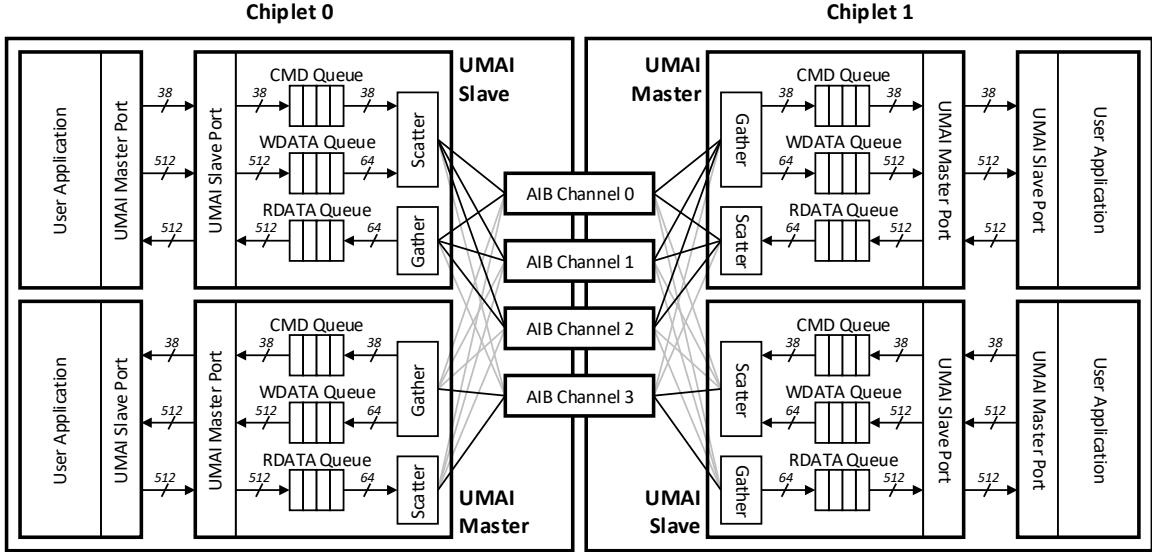 Chiplet 0
Chiplet 1
User Application
UMAI Master Port
38
512
512
UMAI Slave Port
CMD Queue
38
38
WDATA Queue
512
64
RDATA Queue
512
64
Scatter
Gather
UMAI
Slave
User Application
UMAI Slave Port
38
512
512
UMAI Master Port
CMD Queue
38
38
WDATA Queue
512
64
RDATA Queue
512
64
Gather
Scatter
UMAI
Master
AIB Channel 0
AIB Channel 1
AIB Channel 2
AIB Channel 3
UMAI
Master
Gather
Scatter
CMD Queue
38
38
WDATA Queue
64
512
RDATA Queue
64
512
UMAI Master Port
38
512
512
UMAI Slave Port
User Application
UMAI
Slave
Scatter
Gather
CMD Queue
38
38
WDATA Queue
64
512
RDATA Queue
64
512
UMAI Slave Port
38
512
512
UMAI Master Port
User Application